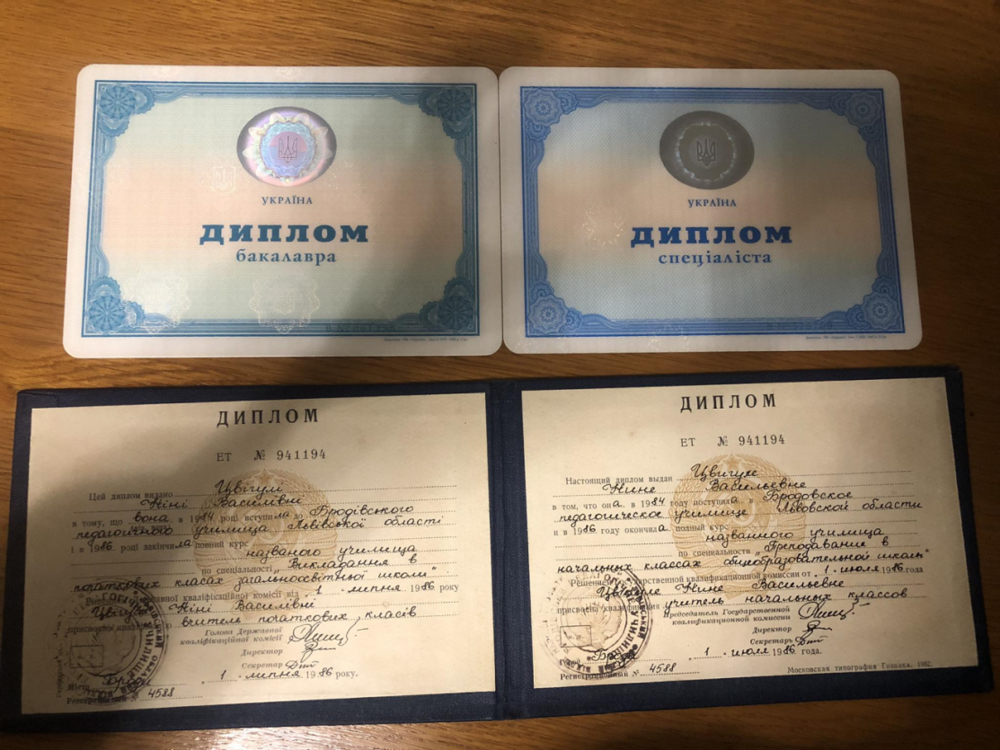 УКРАЇНА
ДИПЛОМ
бакалавра
УКРАЇНА
ДИПЛОМ
спеціаліста
ДИПЛОМ
ЕТ № 941194
Цей диплом видано Цвігун
Ніні Василівні
в тому, що вона в 1984 році вступила до Бродівського
педагогічного училища Львівської області
і в 1986 році закінчила повний курс
названого училища
по спеціальності „Викладання в
початкових класах загальноосвітньої школи"
Державної кваліфікаційної комісії від 1 липня 1986 року
Цвігун Ніні Василівні
присвоєна вчитель початкових класів
Голова Державної
кваліфікаційної комісії
Директор
Секретар
1 липня 1986 року.
Місто Броди
Реєстраційний № 4588
ДИПЛОМ
ЕТ № 941194
Настоящий диплом выдан Цвигун
Нине Васильевне
в том, что она в 1984 году поступила в Бродовское
педагогическое училище Львовской области
и в 1986 году окончила полный курс
названного училища
по специальности „Преподавание в
начальных классах общеобразовательной школы"
Решением Государственной квалификационной комиссии от 1 июля 1986 года
Нине Васильевне
присвоена квалификация учитель начальных классов
Председатель Государственной
квалификационной комиссии
Директор
Секретарь
1 июля 1986 года.
Город Броды
Регистрационный № 4588
Московская типография Гознака. 1982.